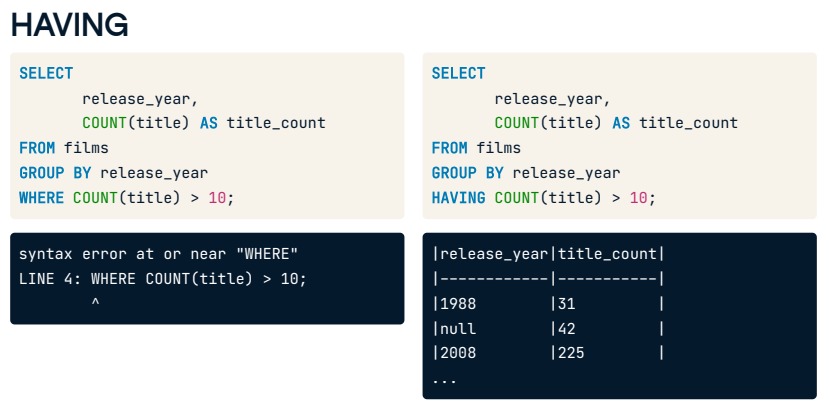 HAVING
SELECT
release_year,
COUNT(title) AS title_count
FROM films
GROUP BY release_year
WHERE COUNT(title) > 10;
syntax error at or near "WHERE"
LINE 4: WHERE COUNT(title) > 10;
^
SELECT
release_year,
COUNT(title) AS title_count
FROM films
GROUP BY release_year
HAVING COUNT(title) > 10;
|release_year|title_count|
|------------|-----------|
|1988        |31         |
|null        |42         |
|2008        |225        |
...